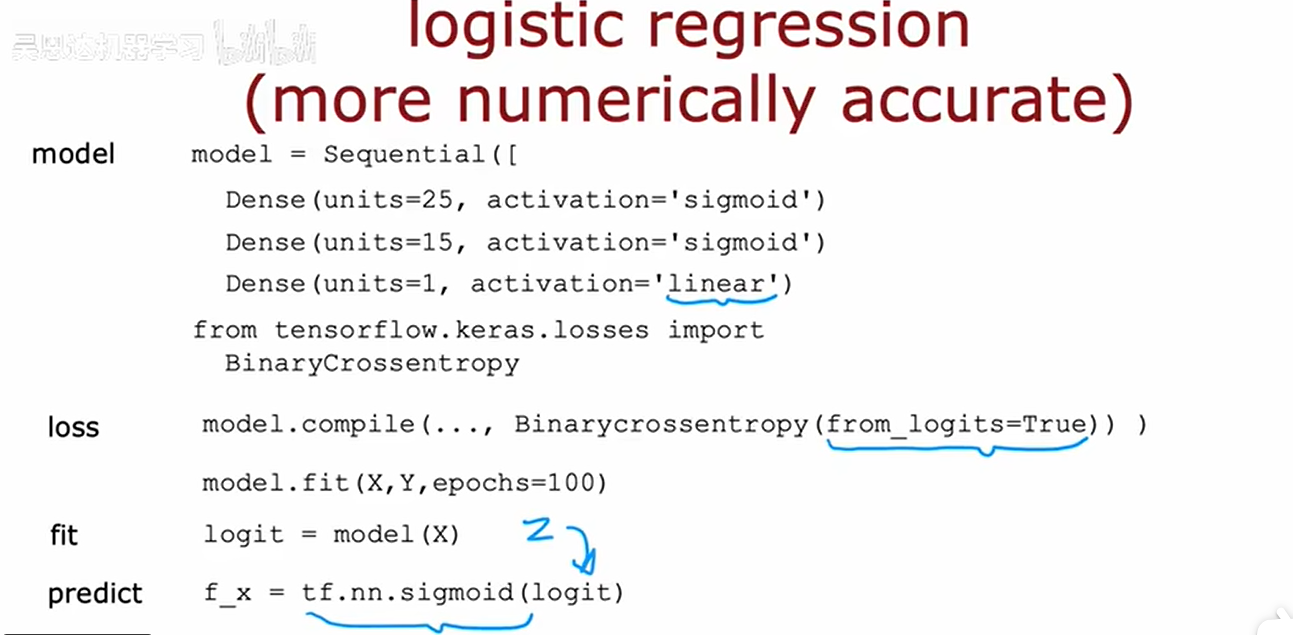 吴恩达机器学习
logistic regression
(more numerically accurate)
model model = Sequential([
Dense(units=25, activation='sigmoid')
Dense(units=15, activation='sigmoid')
Dense(units=1, activation='linear')
from tensorflow.keras.losses import
BinaryCrossentropy
loss model.compile(..., Binarycrossentropy(from_logits=True)) )
model.fit(X,Y,epochs=100)
fit logit = model(X) z
predict f_x = tf.nn.sigmoid(logit)